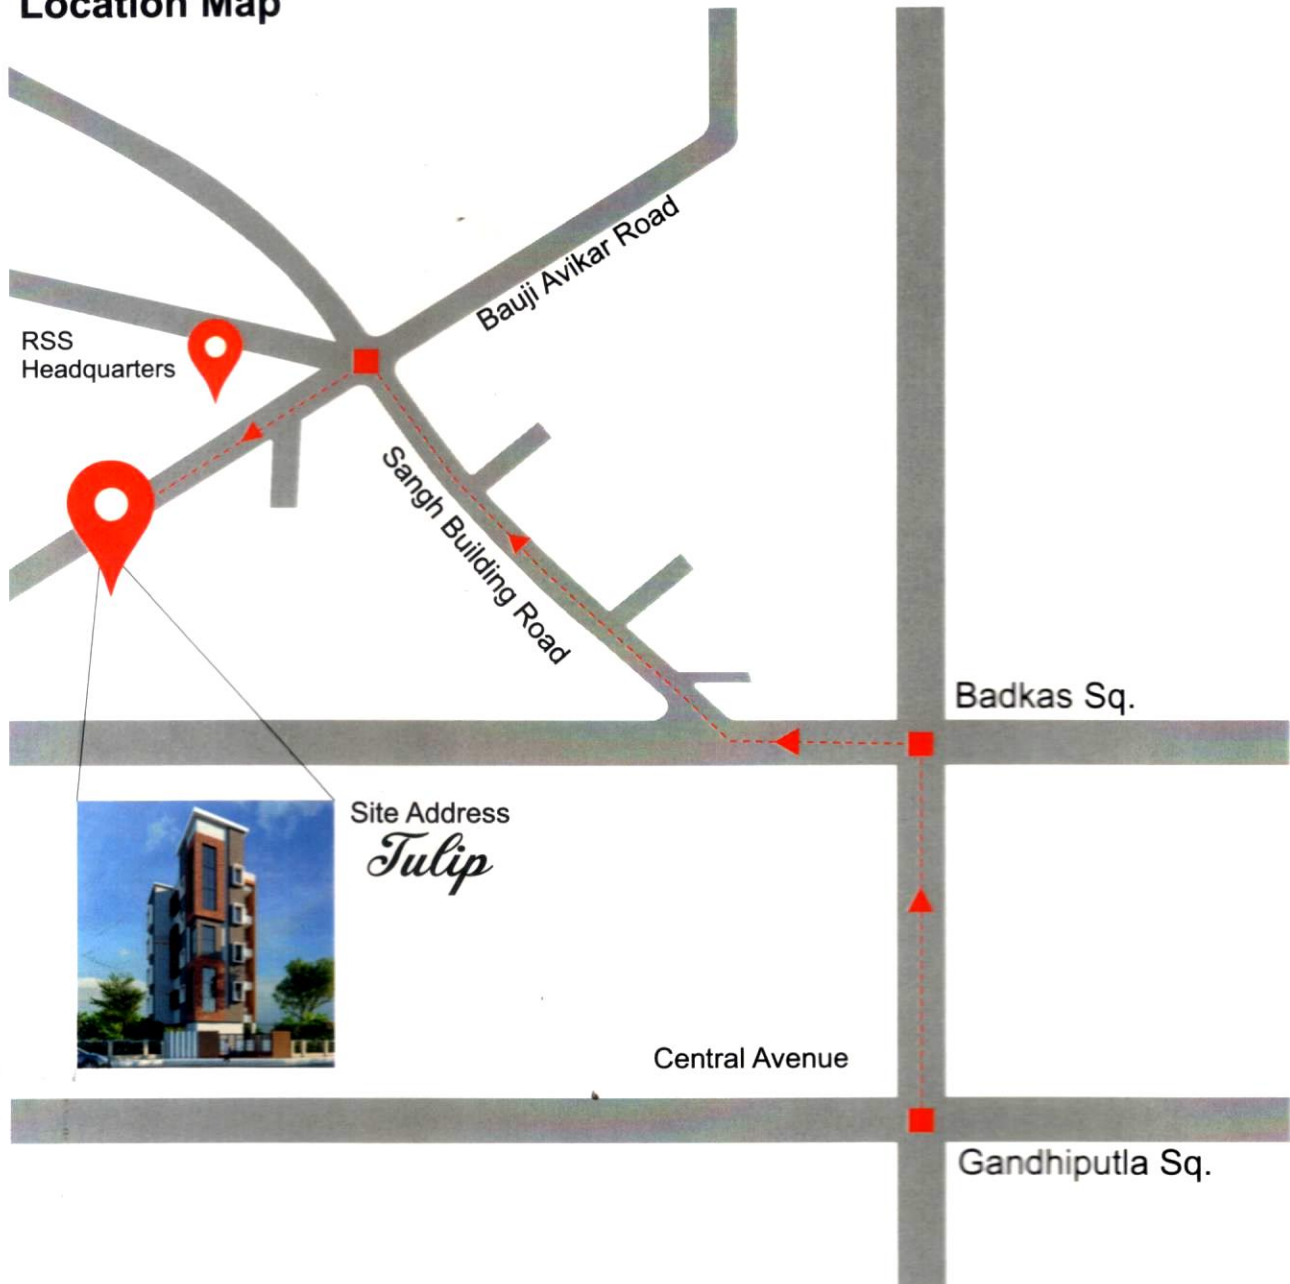 Location Map
Bauji Avikar Road
RSS
Headquarters
Sangh Building Road
Badkas Sq.
Site Address
Tulip
Central Avenue
Gandhiputla Sq.